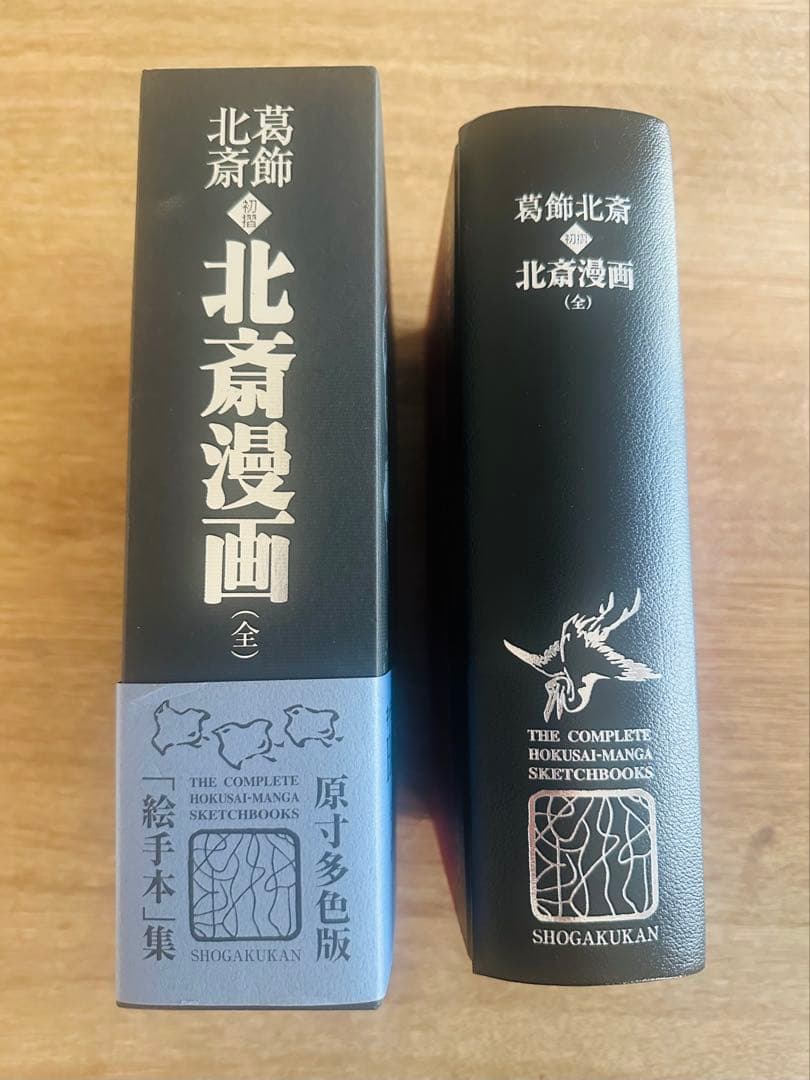 葛飾
北斎
初摺
北斎漫画
(全)
THE COMPLETE
HOKUSAI-MANGA
SKETCHBOOKS
原寸多色版
「絵手本」集
SHOGAKUKAN
葛飾北斎
初摺
北斎漫画
(全)
THE COMPLETE
HOKUSAI-MANGA
SKETCHBOOKS
SHOGAKUKAN